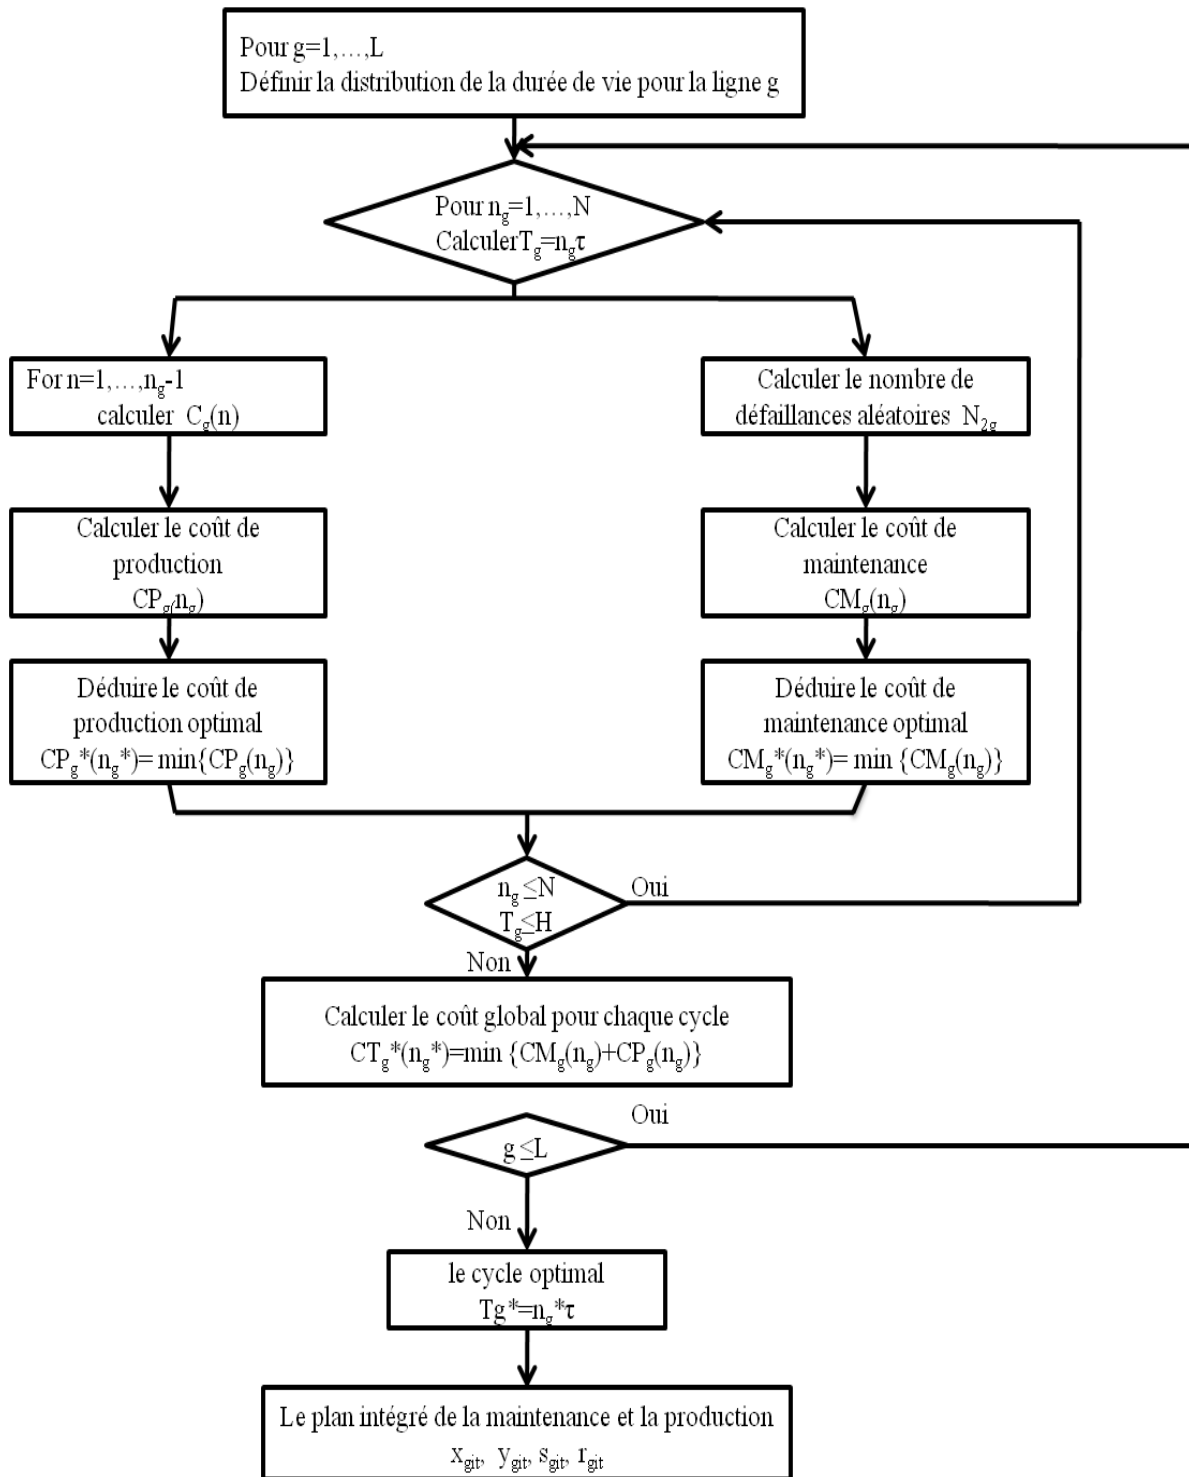 Pour g=1,…,L
Définir la distribution de la durée de vie pour la ligne g
Pour n_g=1,…,N
CalculerT_g=n_gτ
For n=1,…,n_g-1
calculer C_g(n)
Calculer le nombre de
défaillances aléatoires N_2g
Calculer le coût de
production
CP_g(n_g)
Calculer le coût de
maintenance
CM_g(n_g)
Déduire le coût de
production optimal
CP_g*(n_g*)= min{CP_g(n_g)}
Déduire le coût de
maintenance optimal
CM_g*(n_g*)= min {CM_g(n_g)}
n_g ≤N
T_g≤H
Oui
Non
Calculer le coût global pour chaque cycle
CT_g*(n_g*)=min {CM_g(n_g)+CP_g(n_g)}
Oui
g ≤L
Non
le cycle optimal
Tg*=n_g*τ
Le plan intégré de la maintenance et la production
x_git, y_git, s_git, r_git